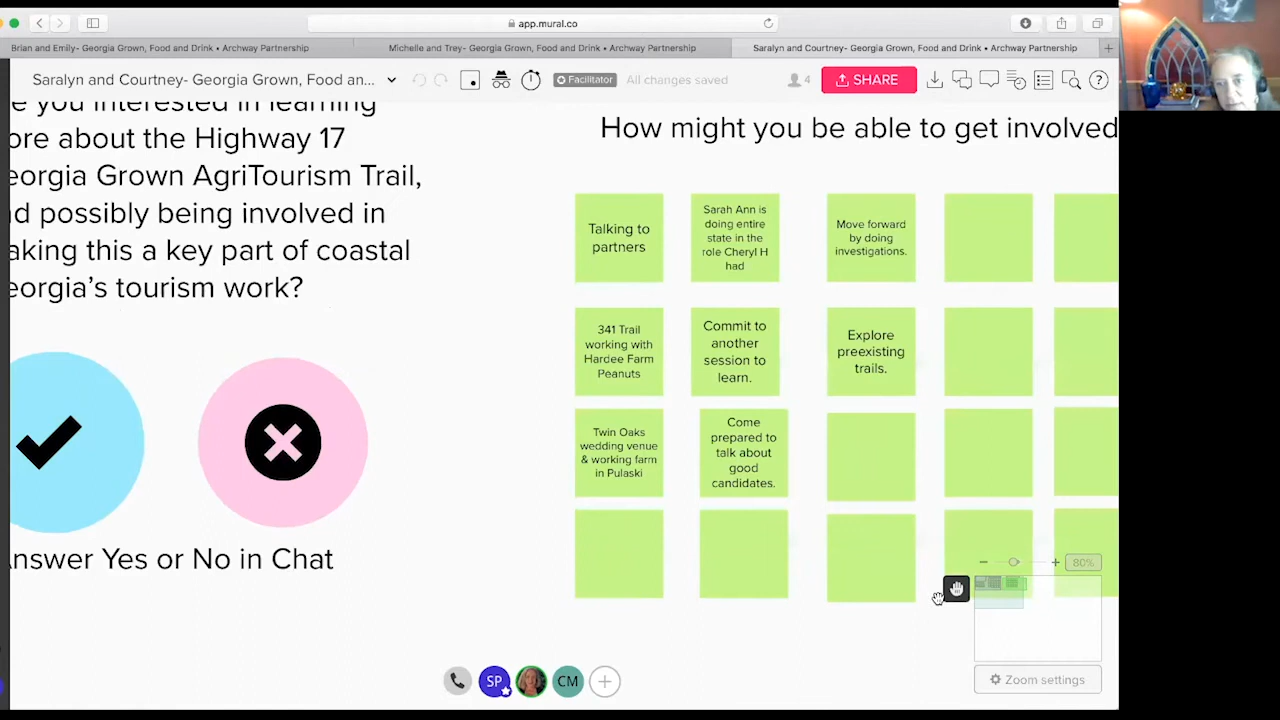 app.mural.co
Brian and Emily- Georgia Grown, Food and Drink • Archway Partnership
Michelle and Trey- Georgia Grown, Food and Drink • Archway Partnership
Saralyn and Courtney- Georgia Grown, Food and Drink • Archway Partnership
Saralyn and Courtney- Georgia Grown, Food an...
Facilitator
All changes saved
4
SHARE
?
e you interested in learning
ore about the Highway 17
eorgia Grown AgriTourism Trail,
d possibly being involved in
aking this a key part of coastal
eorgia's tourism work?
nswer Yes or No in Chat
How might you be able to get involved
Talking to
partners
Sarah Ann is
doing entire
state in the
role Cheryl H
had
Move forward
by doing
investigations.
341 Trail
working with
Hardee Farm
Peanuts
Commit to
another
session to
learn.
Explore
preexisting
trails.
Twin Oaks
wedding venue
& working farm
in Pulaski
Come
prepared to
talk about
good
candidates.
80%
Zoom settings
SP
CM